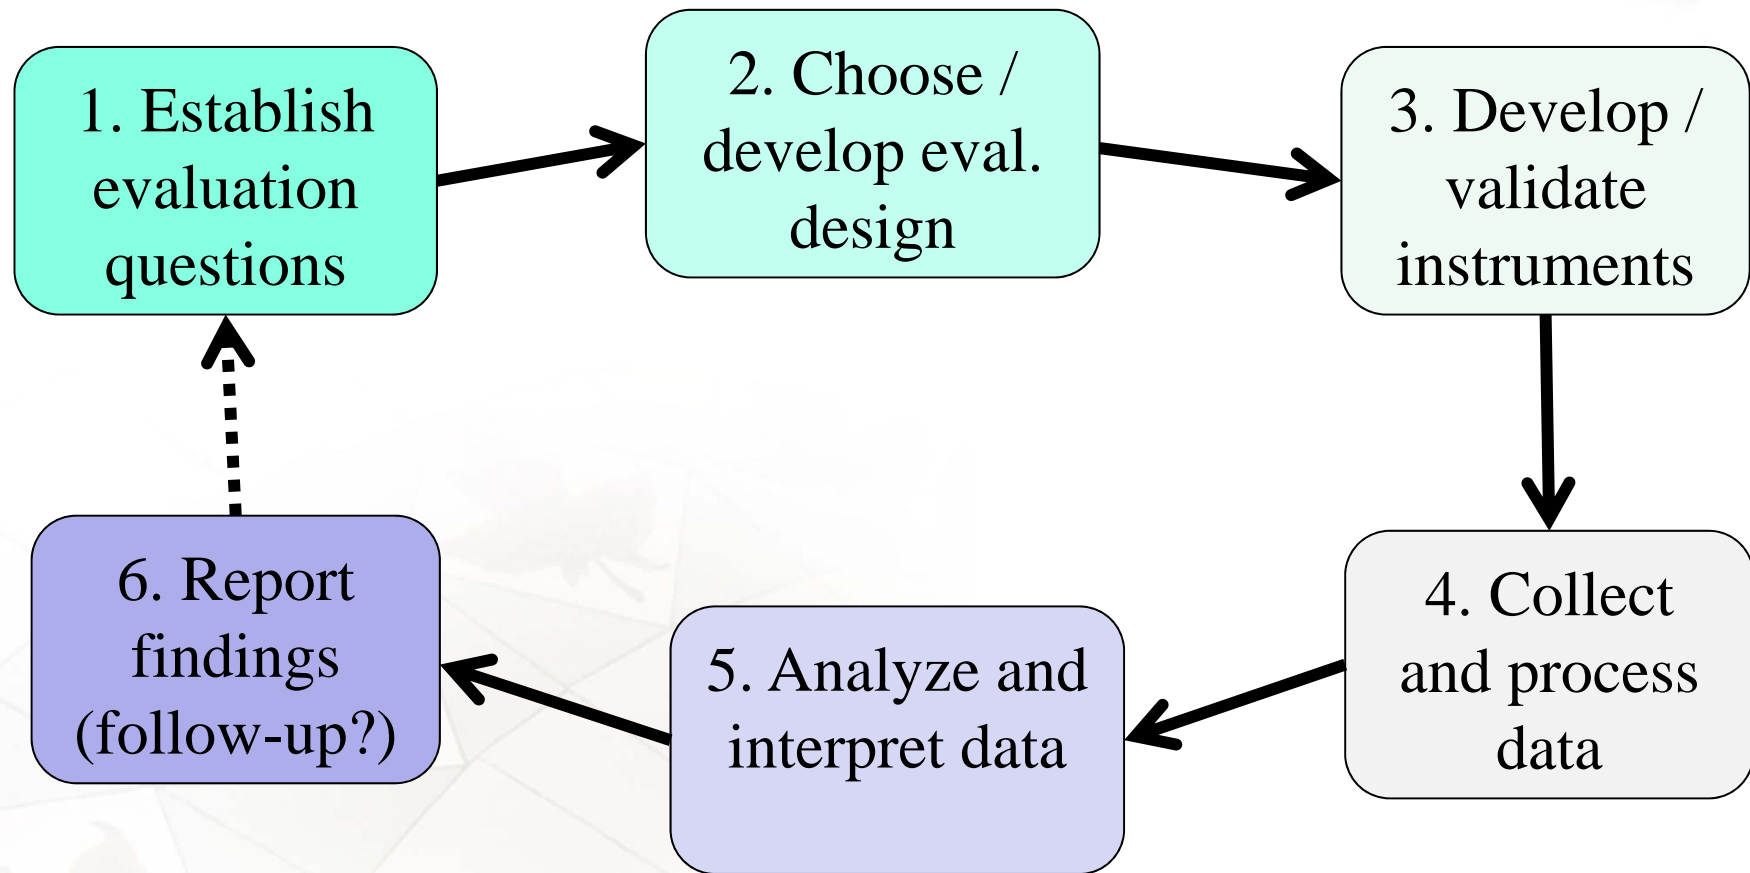 1. Establish
evaluation
questions
2. Choose /
develop eval.
design
3. Develop /
validate
instruments
4. Collect
and process
data
5. Analyze and
interpret data
6. Report
findings
(follow-up?)